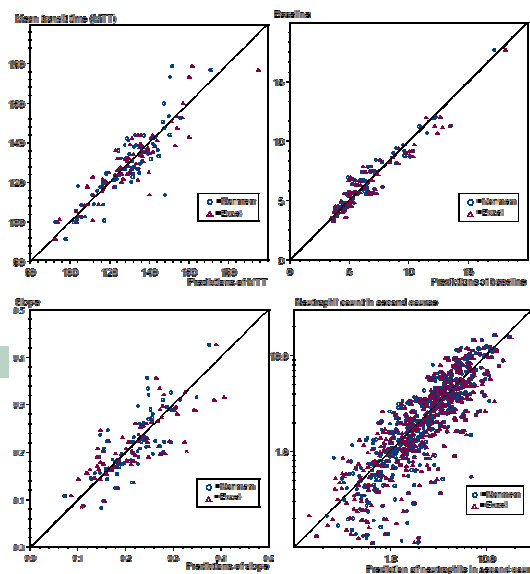 Mean transit time (MTT)
180
160
140
120
100
80
80 100 120 140 160 180
Predictions of MTT
Nonmem
Excel
Baseline
15
10
5
0
0 5 10 15
Predictions of baseline
Nonmem
Excel
Slope
0.5
0.4
0.3
0.2
0.1
0.0
0.0 0.1 0.2 0.3 0.4 0.5
Predictions of slope
Nonmem
Excel
Neutrophil count in second course
10.0
1.0
1.0 10.0
Prediction of neutrophils in second course
Nonmem
Excel